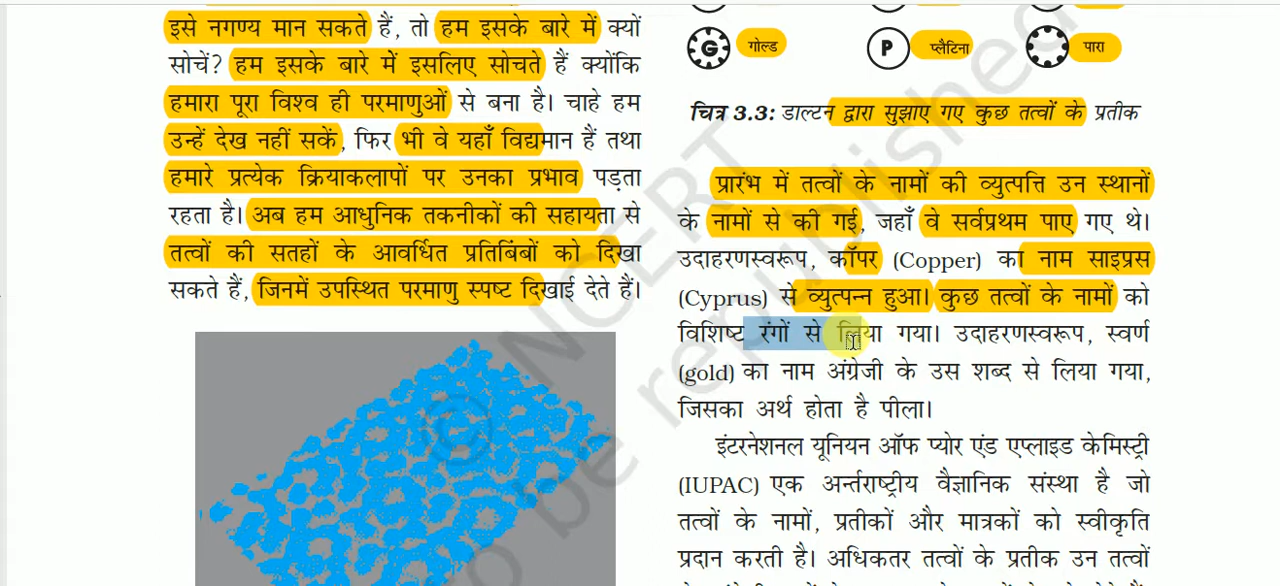 इसे नगण्य मान सकते हैं, तो हम इसके बारे में क्यों
सोचें? हम इसके बारे में इसलिए सोचते हैं क्योंकि
हमारा पूरा विश्व ही परमाणुओं से बना है। चाहे हम
उन्हें देख नहीं सकें, फिर भी वे यहाँ विद्यमान हैं तथा
हमारे प्रत्येक क्रियाकलापों पर उनका प्रभाव पड़ता
रहता है। अब हम आधुनिक तकनीकों की सहायता से
तत्वों की सतहों के आवर्धित प्रतिबिंबों को दिखा
सकते हैं, जिनमें उपस्थित परमाणु स्पष्ट दिखाई देते हैं।
G गोल्ड P प्लैटिना पारा
चित्र 3.3: डाल्टन द्वारा सुझाए गए कुछ तत्वों के प्रतीक
प्रारंभ में तत्वों के नामों की व्युत्पत्ति उन स्थानों
के नामों से की गई, जहाँ वे सर्वप्रथम पाए गए थे।
उदाहरणस्वरूप, कॉपर (Copper) का नाम साइप्रस
(Cyprus) से व्युत्पन्न हुआ। कुछ तत्वों के नामों को
विशिष्ट रंगों से लिया गया। उदाहरणस्वरूप, स्वर्ण
(gold) का नाम अंग्रेजी के उस शब्द से लिया गया,
जिसका अर्थ होता है पीला।
इंटरनेशनल यूनियन ऑफ प्योर एंड एप्लाइड केमिस्ट्री
(IUPAC) एक अर्न्तराष्ट्रीय वैज्ञानिक संस्था है जो
तत्वों के नामों, प्रतीकों और मात्रकों को स्वीकृति
प्रदान करती है। अधिकतर तत्वों के प्रतीक उन तत्वों
© NCERT
to be republished